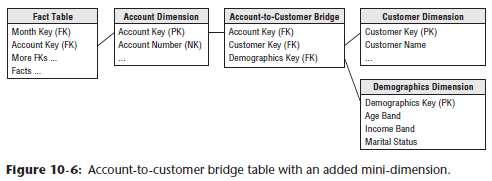 Fact Table
Month Key (FK)
Account Key (FK)
More FKs ...
Facts ...
Account Dimension
Account Key (PK)
Account Number (NK)
...
Account-to-Customer Bridge
Account Key (FK)
Customer Key (FK)
Demographics Key (FK)
Customer Dimension
Customer Key (PK)
Customer Name
...
Demographics Dimension
Demographics Key (PK)
Age Band
Income Band
Marital Status
Figure 10-6: Account-to-customer bridge table with an added mini-dimension.